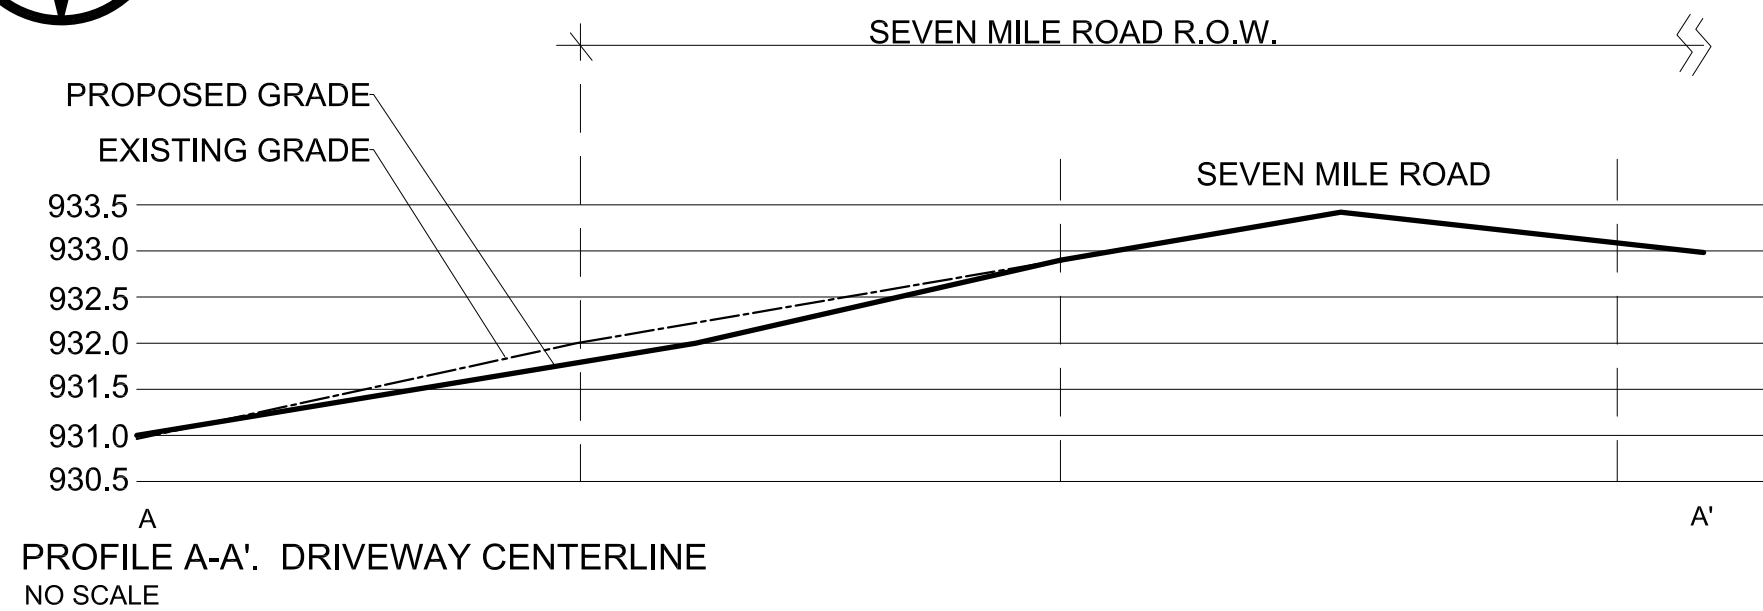 SEVEN MILE ROAD R.O.W.
PROPOSED GRADE
EXISTING GRADE
SEVEN MILE ROAD
933.5
933.0
932.5
932.0
931.5
931.0
930.5
A
A'
PROFILE A-A'. DRIVEWAY CENTERLINE
NO SCALE